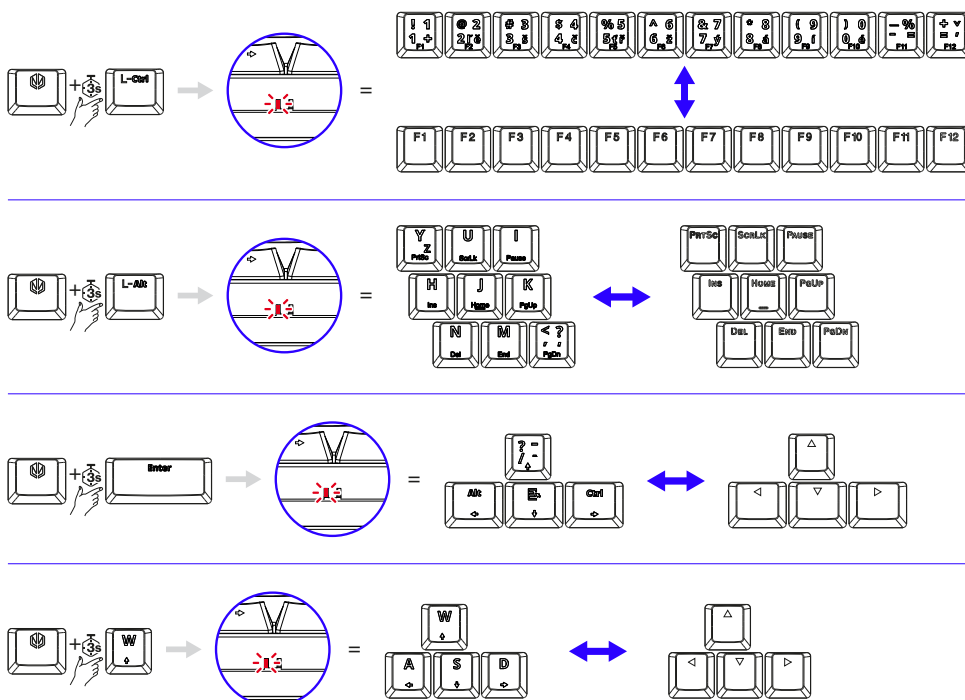 ! 1 @ 2 # 3 $ 4 % 5 ^ 6 & 7 * 8 ( 9 ) 0 _ % + ˇ
1 + 2 ě 3 š 4 č 5 ř 6 ž 7 ý 8 á 9 í 0 é - = = ´
F1 F2 F3 F4 F5 F6 F7 F8 F9 F10 F11 F12
+ 3s L-Ctrl =
F1 F2 F3 F4 F5 F6 F7 F8 F9 F10 F11 F12
Y Z U I
PrtSc ScrLk Pause
PrtSc ScrLk Pause
+ 3s L-Alt =
H J K
Ins Home PgUp
Ins Home PgUp
N M < ?
, ,
Del End PgDn
Del End PgDn
? -
/ -
+ 3s Enter =
Alt Ctrl
W
+ 3s W =
A S D